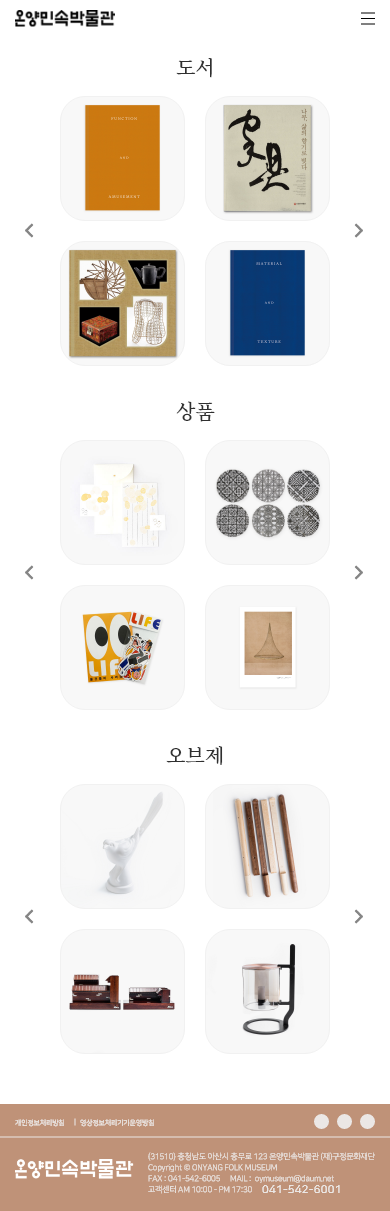 온양민속박물관
도서
FUNCTION
AND
AMUSEMENT
나무, 삶의 향기로 빚다
家具
MATERIAL
AND
TEXTURE
상품
LIFE
LIFE
오브제
개인정보처리방침 | 영상정보처리기기운영방침
온양민속박물관
(31510) 충청남도 아산시 충무로 123 온양민속박물관 (재)구정문화재단
Copyright © ONYANG FOLK MUSEUM
FAX : 041-542-6005 MAIL : oymuseum@daum.net
고객센터 AM 10:00 - PM 17:30 041-542-6001